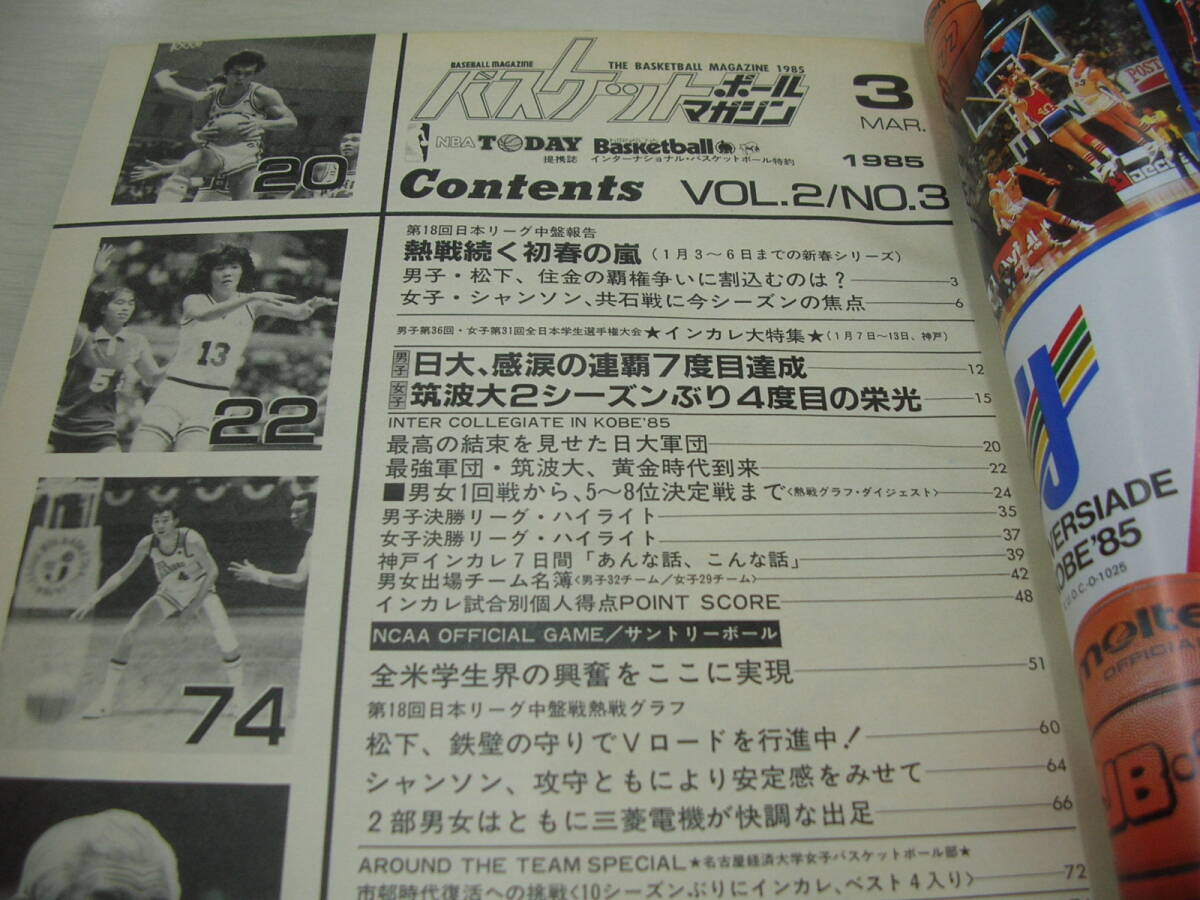 BASEBALL MAGAZINE
THE BASKETBALL MAGAZINE 1985
バスケットボールマガジン
3
MAR.
1985
NBA TODAY
提携誌
Basketball
インターナショナル・バスケットボール特約
Contents VOL.2/NO.3
第18回日本リーグ中盤報告
熱戦続く初春の嵐(1月3〜6日までの新春シリーズ)
男子・松下、住金の覇権争いに割込むのは? 3
女子・シャンソン、共石戦に今シーズンの焦点 6
男子第36回・女子第31回全日本学生選手権大会 ★インカレ大特集★(1月7日〜13日、神戸)
男子 日大、感涙の連覇7度目達成 12
女子 筑波大2シーズンぶり4度目の栄光 15
INTER COLLEGIATE IN KOBE'85
最高の結束を見せた日大軍団 20
最強軍団・筑波大、黄金時代到来 22
■男女1回戦から、5〜8位決定戦まで〈熱戦グラフ・ダイジェスト〉 24
男子決勝リーグ・ハイライト 35
女子決勝リーグ・ハイライト 37
神戸インカレ7日間「あんな話、こんな話」 39
男女出場チーム名簿〈男子32チーム/女子29チーム〉 42
インカレ試合別個人得点POINT SCORE 48
NCAA OFFICIAL GAME/サントリーボール
全米学生界の興奮をここに実現 51
第18回日本リーグ中盤戦熱戦グラフ
松下、鉄壁の守りでVロードを行進中! 60
シャンソン、攻守ともにより安定感をみせて 64
2部男女はともに三菱電機が快調な出足 66
AROUND THE TEAM SPECIAL ★名古屋経済大学女子バスケットボール部★ 72
市邨時代復活への挑戦〈10シーズンぶりにインカレ、ベスト4入り〉
20
22
74
13
5
4
VERSIADE
OBE'85
U.O.C-O-1025
molte
OFFICIAL
JB